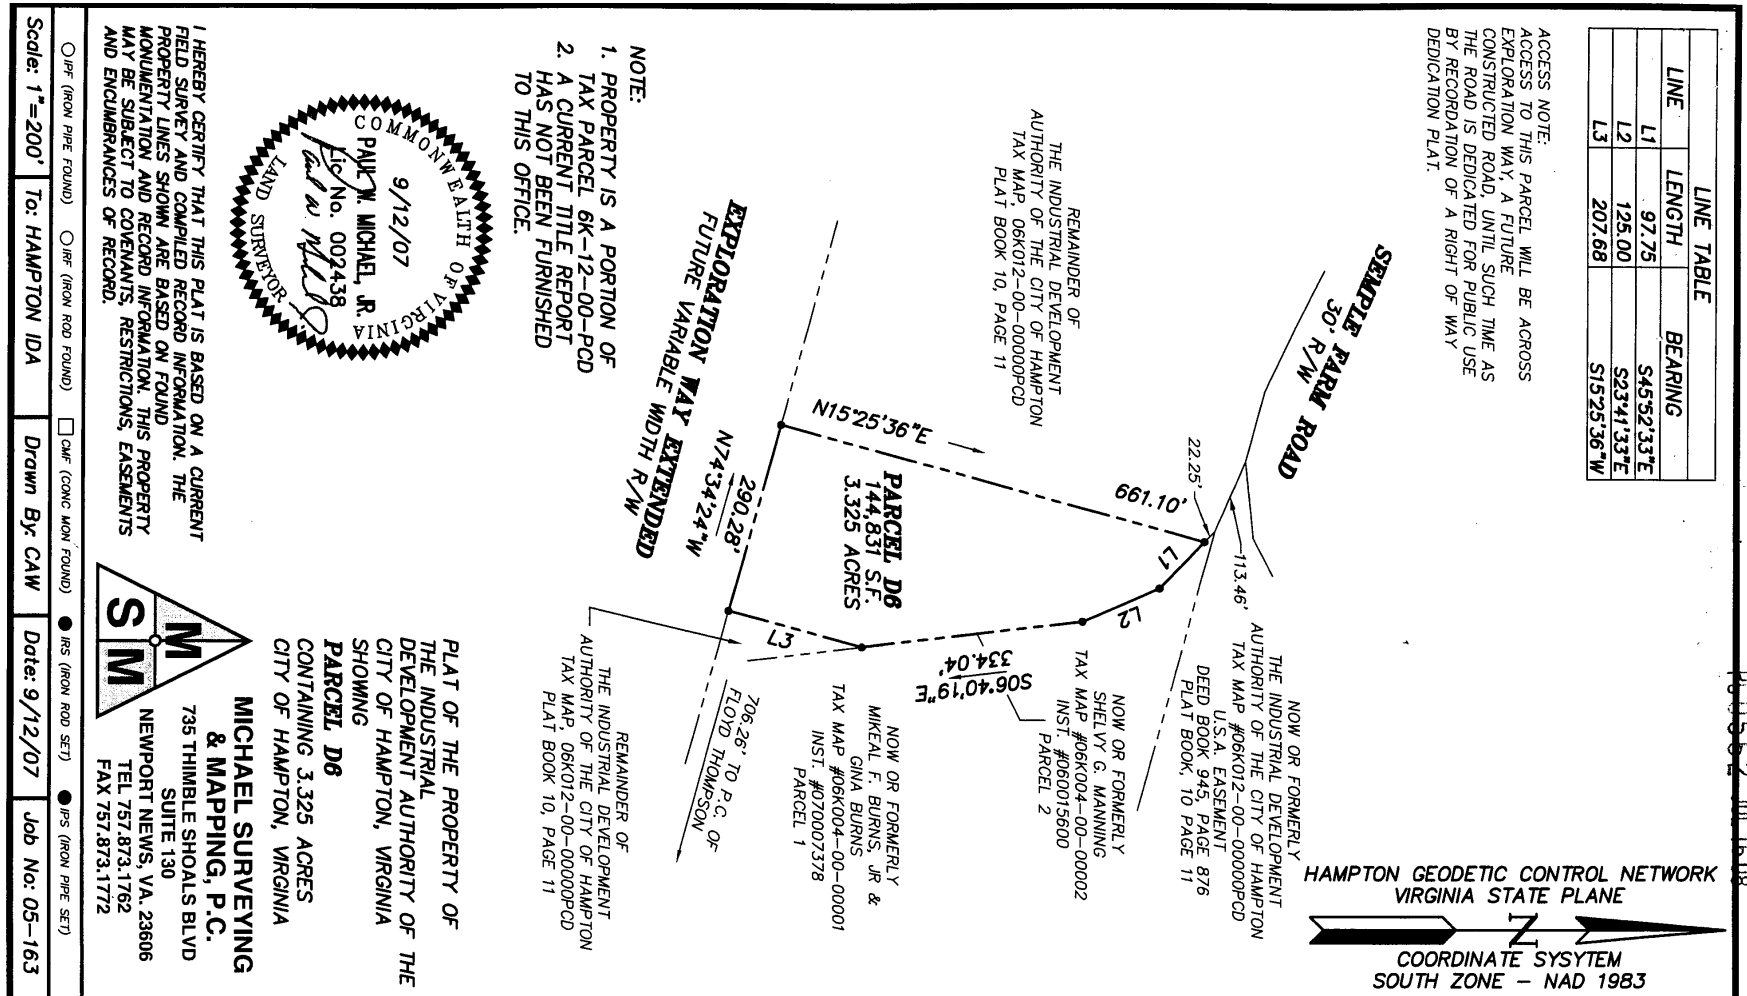 LINE TABLE
LINE LENGTH BEARING
L1 97.75 S45°52'33"E
L2 125.00 S23°41'33"E
L3 207.68 S15°25'36"W
ACCESS NOTE:
ACCESS TO THIS PARCEL WILL BE ACROSS
EXPLORATION WAY, A FUTURE
CONSTRUCTED ROAD, UNTIL SUCH TIME AS
THE ROAD IS DEDICATED FOR PUBLIC USE
BY RECORDATION OF A RIGHT OF WAY
DEDICATION PLAT.
HAMPTON GEODETIC CONTROL NETWORK
VIRGINIA STATE PLANE
N
COORDINATE SYSYTEM
SOUTH ZONE – NAD 1983
SEMPLE FARM ROAD
30' R/W
22.25'
113.46'
NOW OR FORMERLY
THE INDUSTRIAL DEVELOPMENT
AUTHORITY OF THE CITY OF HAMPTON
TAX MAP #06K012–00–00000PCD
U.S.A. EASEMENT
DEED BOOK 945, PAGE 876
PLAT BOOK, 10 PAGE 11
THE REMAINDER OF
THE INDUSTRIAL DEVELOPMENT
AUTHORITY OF THE CITY OF HAMPTON
TAX MAP, 06K012–00–00000PCD
PLAT BOOK 10, PAGE 11
N15°25'36"E
661.10'
L1
L2
NOW OR FORMERLY
SHELVY G. MANNING
TAX MAP #06K004–00–00002
INST. #060015600
PARCEL 2
S06°40'19"E
334.04'
PARCEL D6
144,831 S.F.
3.325 ACRES
L3
NOW OR FORMERLY
MIKEAL F. BURNS, JR &
GINA BURNS
TAX MAP #06K004–00–00001
INST. #070007378
PARCEL 1
290.28'
N74°34'24"W
EXPLORATION WAY EXTENDED
FUTURE VARIABLE WIDTH R/W
706.26' TO P.C. OF
FLOYD THOMPSON
REMAINDER OF
THE INDUSTRIAL DEVELOPMENT
AUTHORITY OF THE CITY OF HAMPTON
TAX MAP, 06K012–00–00000PCD
PLAT BOOK 10, PAGE 11
NOTE:
1. PROPERTY IS A PORTION OF
TAX PARCEL 6K–12–00–PCD
2. A CURRENT TITLE REPORT
HAS NOT BEEN FURNISHED
TO THIS OFFICE.
COMMONWEALTH OF VIRGINIA
9/12/07
PAUL W. MICHAEL, JR.
Lic. No. 002438
LAND SURVEYOR
I HEREBY CERTIFY THAT THIS PLAT IS BASED ON A CURRENT
FIELD SURVEY AND COMPILED RECORD INFORMATION. THE
PROPERTY LINES SHOWN ARE BASED ON FOUND
MONUMENTATION AND RECORD INFORMATION. THIS PROPERTY
MAY BE SUBJECT TO COVENANTS, RESTRICTIONS, EASEMENTS
AND ENCUMBRANCES OF RECORD.
PLAT OF THE PROPERTY OF
THE INDUSTRIAL
DEVELOPMENT AUTHORITY OF THE
CITY OF HAMPTON, VIRGINIA
SHOWING
PARCEL D6
CONTAINING 3.325 ACRES
CITY OF HAMPTON, VIRGINIA
M
S M
MICHAEL SURVEYING
& MAPPING, P.C.
735 THIMBLE SHOALS BLVD
SUITE 130
NEWPORT NEWS, VA. 23606
TEL 757.873.1762
FAX 757.873.1772
IPF (IRON PIPE FOUND) IRF (IRON ROD FOUND) CMF (CONC MON FOUND) IRS (IRON ROD SET) IPS (IRON PIPE SET)
Scale: 1"=200' To: HAMPTON IDA Drawn By: CAW Date: 9/12/07 Job No: 05–163